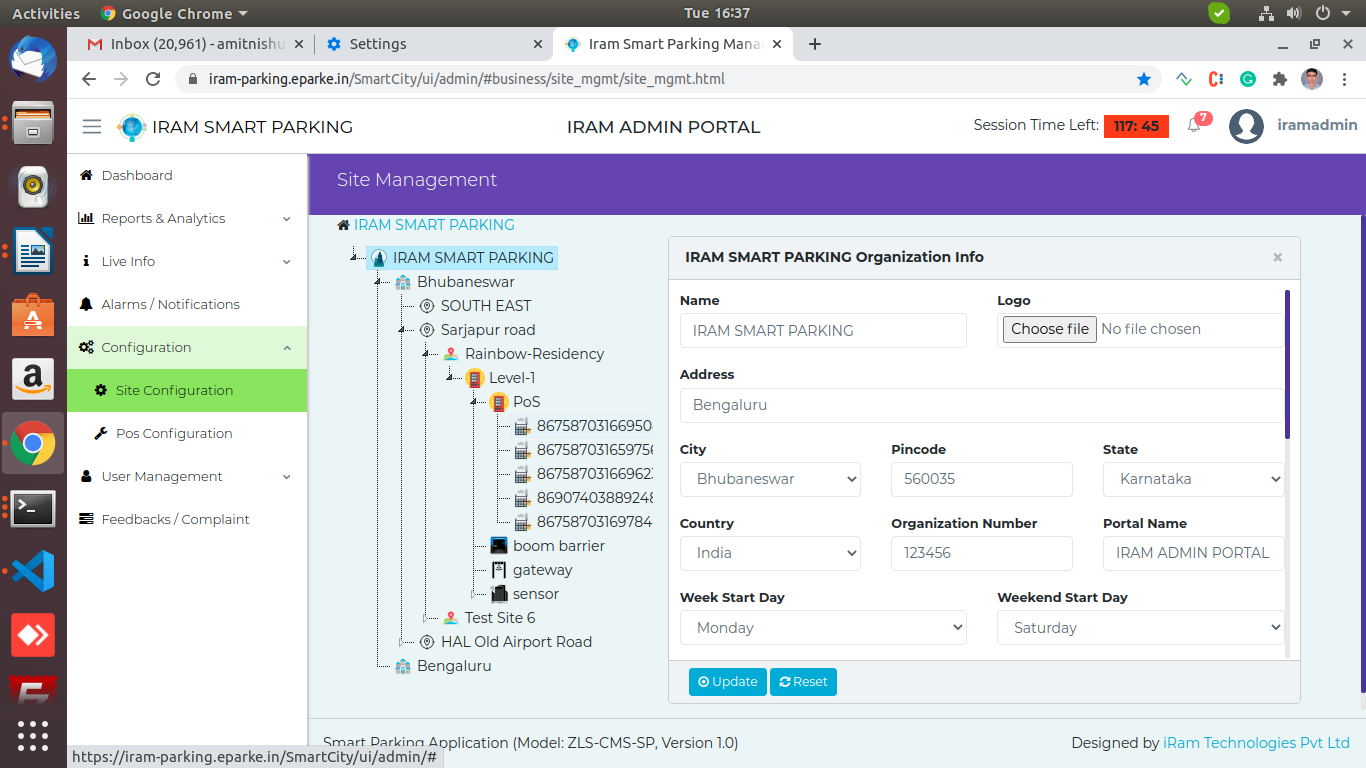 Activities Google Chrome Tue 16:37
Inbox (20,961) - amitnishu Settings Iram Smart Parking Mana
iram-parking.eparke.in/SmartCity/ui/admin/#business/site_mgmt/site_mgmt.html
IRAM SMART PARKING IRAM ADMIN PORTAL Session Time Left: 117: 45 7 iramadmin
Dashboard
Reports & Analytics
Live Info
Alarms / Notifications
Configuration
Site Configuration
Pos Configuration
User Management
Feedbacks / Complaint
Site Management
IRAM SMART PARKING
IRAM SMART PARKING
Bhubaneswar
SOUTH EAST
Sarjapur road
Rainbow-Residency
Level-1
PoS
86758703166950
86758703165975
86758703166962
86907403889248
86758703169784
boom barrier
gateway
sensor
Test Site 6
HAL Old Airport Road
Bengaluru
IRAM SMART PARKING Organization Info ×
Name Logo
IRAM SMART PARKING Choose file No file chosen
Address
Bengaluru
City Pincode State
Bhubaneswar 560035 Karnataka
Country Organization Number Portal Name
India 123456 IRAM ADMIN PORTAL
Week Start Day Weekend Start Day
Monday Saturday
Update Reset
Smart Parking Application (Model: ZLS-CMS-SP, Version 1.0) Designed by iRam Technologies Pvt Ltd
https://iram-parking.eparke.in/SmartCity/ui/admin/#